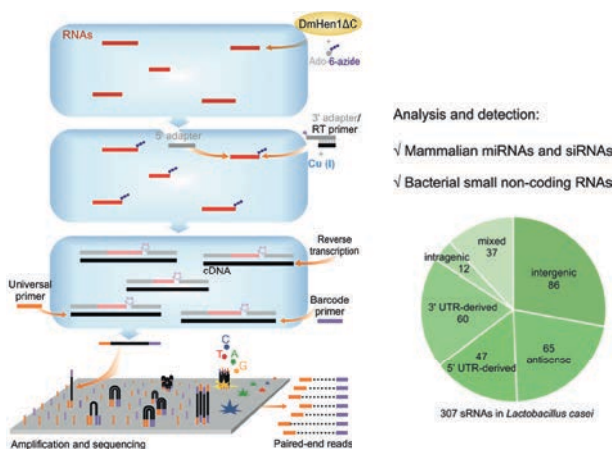 RNAs
DmHen1ΔC
Ado-6-azide
5' adapter
3' adapter/
RT primer
Cu (I)
Reverse
transcription
cDNA
Universal
primer
Barcode
primer
C
T
A
G
Amplification and sequencing
Paired-end reads
Analysis and detection:
√ Mammalian miRNAs and siRNAs
√ Bacterial small non-coding RNAs
mixed
37
intragenic
12
intergenic
86
3' UTR-derived
60
47
5' UTR-derived
65
antisense
307 sRNAs in Lactobacillus casei